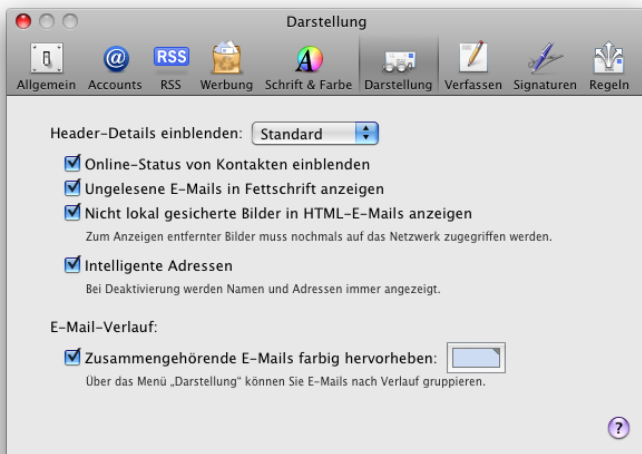 Darstellung
Allgemein Accounts RSS Werbung Schrift & Farbe Darstellung Verfassen Signaturen Regeln
Header-Details einblenden: Standard
Online-Status von Kontakten einblenden
Ungelesene E-Mails in Fettschrift anzeigen
Nicht lokal gesicherte Bilder in HTML-E-Mails anzeigen
Zum Anzeigen entfernter Bilder muss nochmals auf das Netzwerk zugegriffen werden.
Intelligente Adressen
Bei Deaktivierung werden Namen und Adressen immer angezeigt.
E-Mail-Verlauf:
Zusammengehörende E-Mails farbig hervorheben:
Über das Menü „Darstellung“ können Sie E-Mails nach Verlauf gruppieren.
?